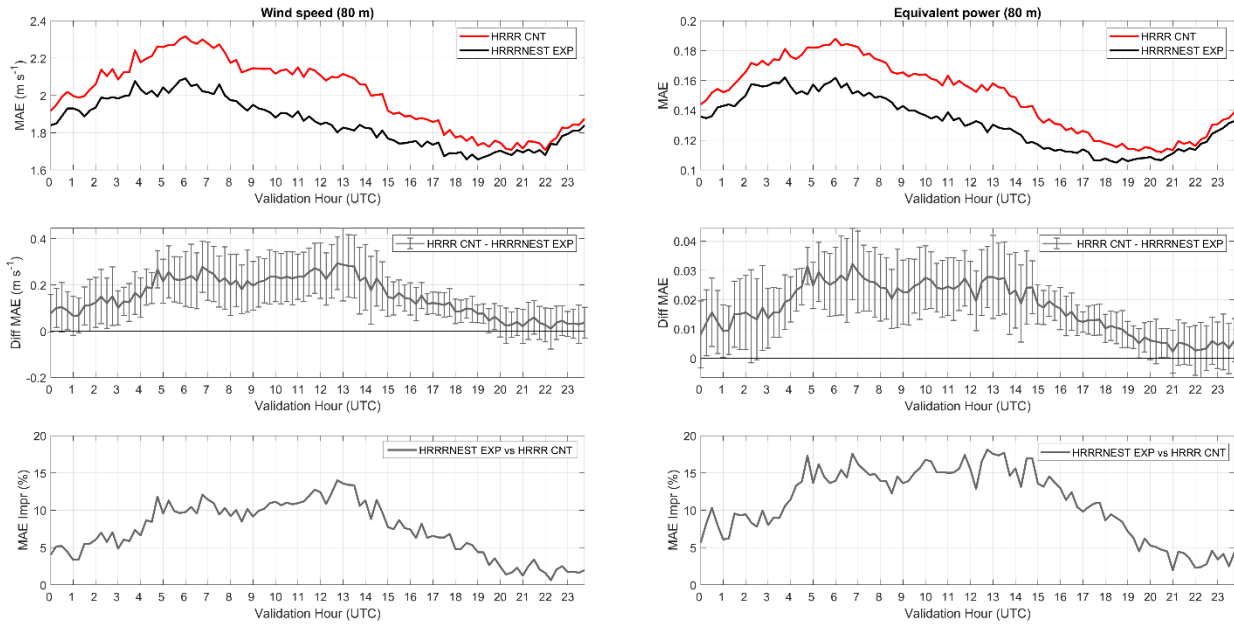 Wind speed (80 m)
MAE (m s⁻¹)
2.4
2.2
2
1.8
1.6
HRRR CNT
HRRRNEST EXP
0 1 2 3 4 5 6 7 8 9 10 11 12 13 14 15 16 17 18 19 20 21 22 23
Validation Hour (UTC)
Equivalent power (80 m)
MAE
0.2
0.18
0.16
0.14
0.12
0.1
HRRR CNT
HRRRNEST EXP
0 1 2 3 4 5 6 7 8 9 10 11 12 13 14 15 16 17 18 19 20 21 22 23
Validation Hour (UTC)
Diff MAE (m s⁻¹)
0.4
0.2
0
-0.2
HRRR CNT - HRRRNEST EXP
0 1 2 3 4 5 6 7 8 9 10 11 12 13 14 15 16 17 18 19 20 21 22 23
Validation Hour (UTC)
Diff MAE
0.04
0.03
0.02
0.01
0
HRRR CNT - HRRRNEST EXP
0 1 2 3 4 5 6 7 8 9 10 11 12 13 14 15 16 17 18 19 20 21 22 23
Validation Hour (UTC)
MAE Impr (%)
20
15
10
5
0
HRRRNEST EXP vs HRRR CNT
0 1 2 3 4 5 6 7 8 9 10 11 12 13 14 15 16 17 18 19 20 21 22 23
Validation Hour (UTC)
MAE Impr (%)
20
15
10
5
0
HRRRNEST EXP vs HRRR CNT
0 1 2 3 4 5 6 7 8 9 10 11 12 13 14 15 16 17 18 19 20 21 22 23
Validation Hour (UTC)